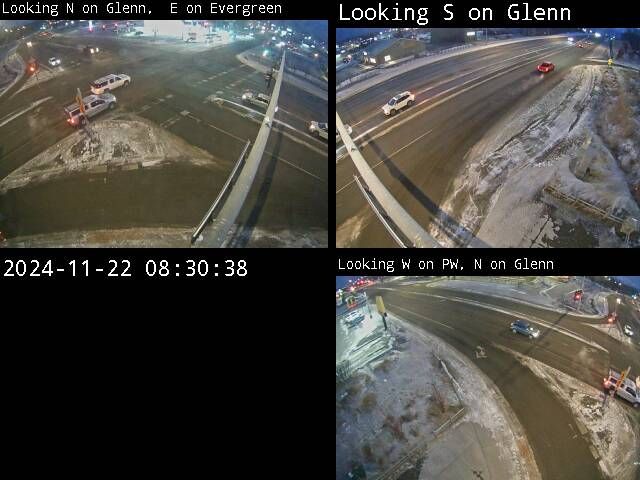 Looking N on Glenn,  E on Evergreen
Looking S on Glenn
2024-11-22 08:30:38
Looking W on PW, N on Glenn